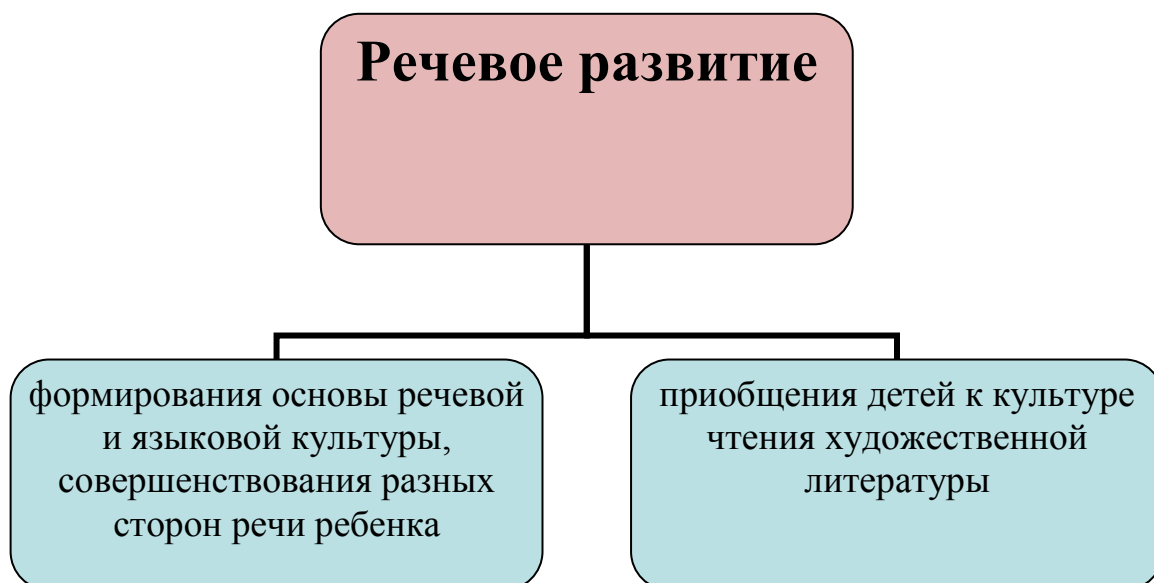 Речевое развитие
формирования основы речевой
и языковой культуры,
совершенствования разных
сторон речи ребенка
приобщения детей к культуре
чтения художественной
литературы